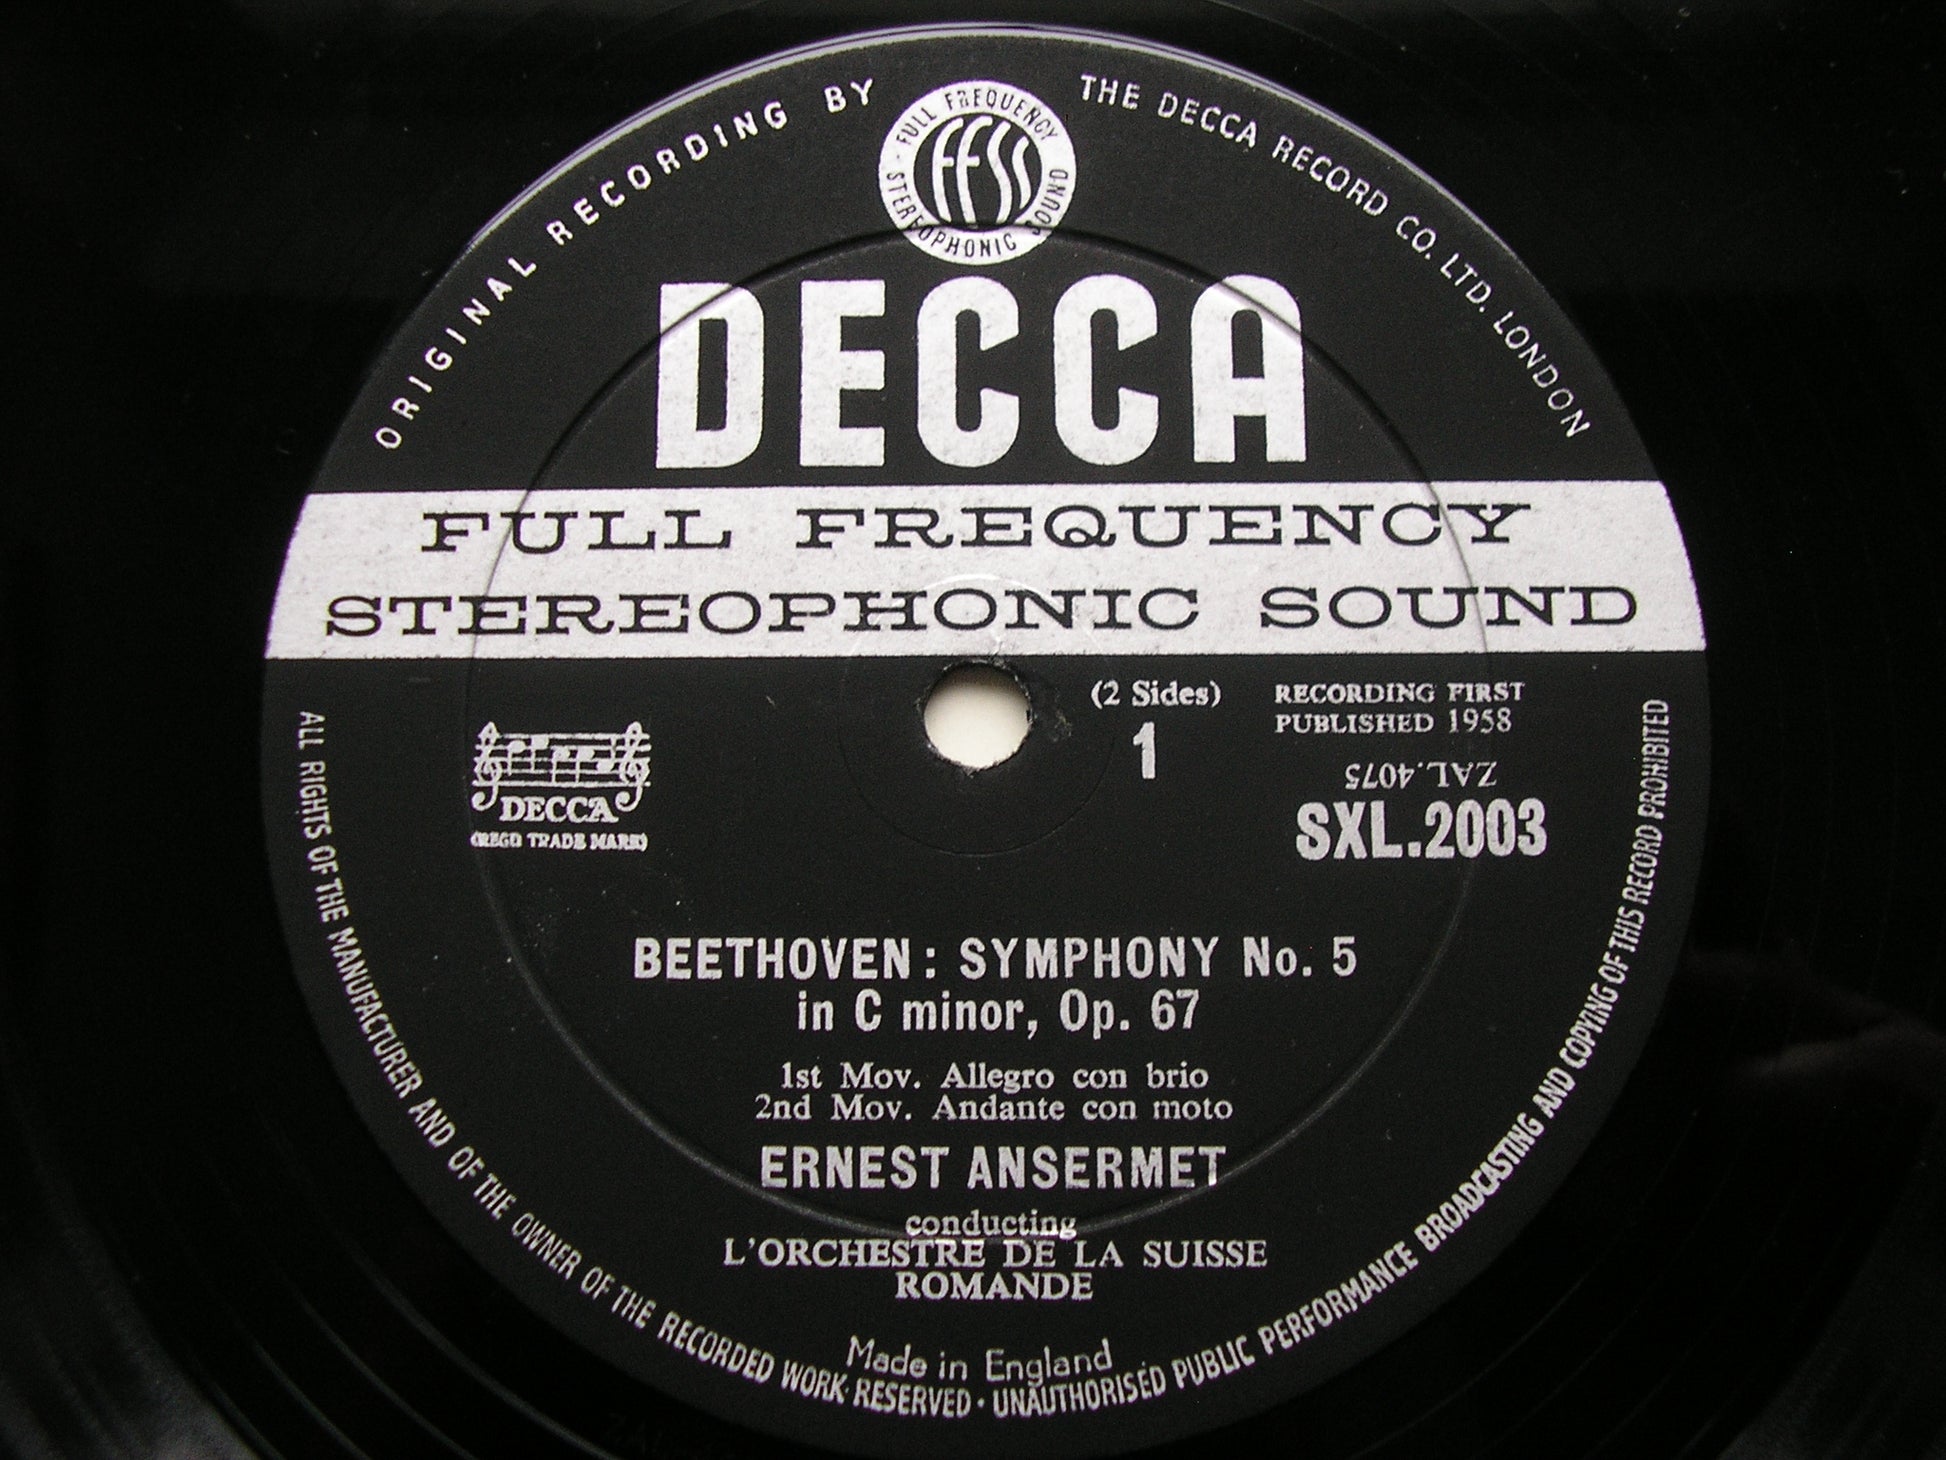 ORIGINAL RECORDING BY
THE DECCA RECORD CO. LTD. LONDON
FULL FREQUENCY STEREOPHONIC SOUND
FFSS
DECCA
FULL FREQUENCY
STEREOPHONIC SOUND
(2 Sides)
1
RECORDING FIRST
PUBLISHED 1958
ZAL.4075
SXL.2003
DECCA
(REGD TRADE MARK)
BEETHOVEN: SYMPHONY No. 5
in C minor, Op. 67
1st Mov. Allegro con brio
2nd Mov. Andante con moto
ERNEST ANSERMET
conducting
L'ORCHESTRE DE LA SUISSE
ROMANDE
Made in England
ALL RIGHTS OF THE MANUFACTURER AND OF THE OWNER OF THE RECORDED WORK RESERVED · UNAUTHORISED PUBLIC PERFORMANCE BROADCASTING AND COPYING OF THIS RECORD PROHIBITED